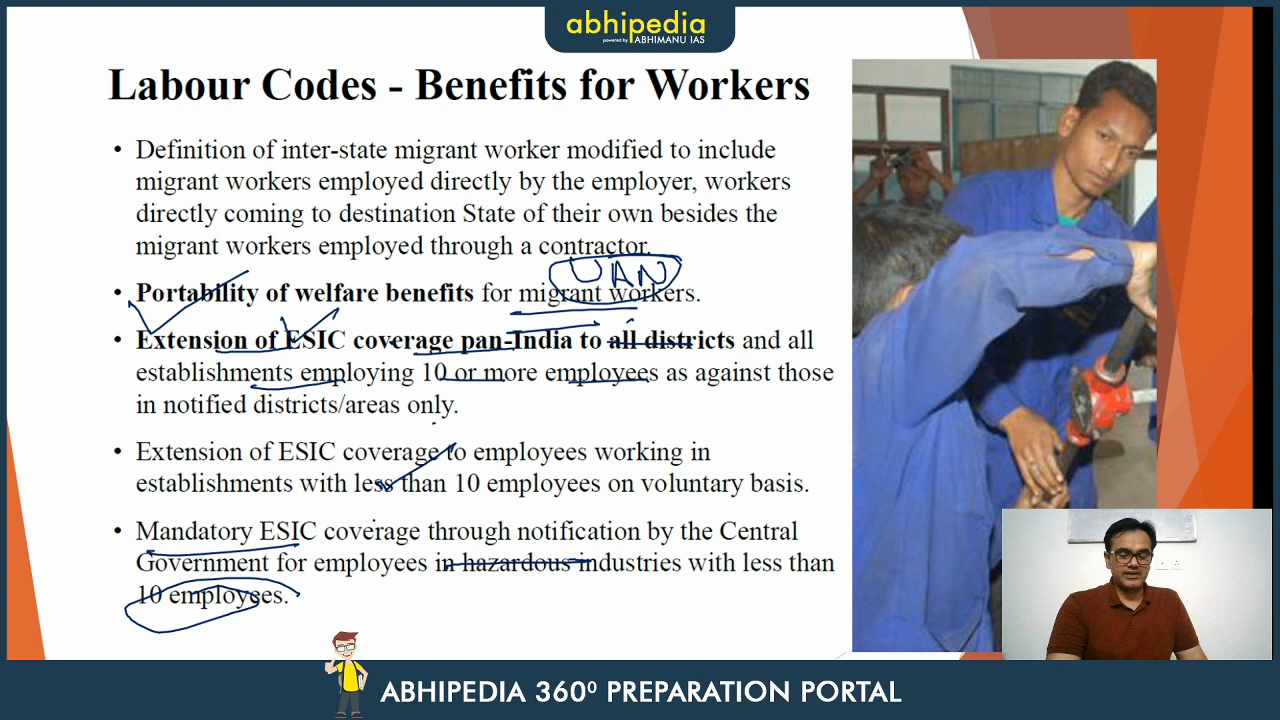 abhipedia
powered by ABHIMANU IAS
Labour Codes - Benefits for Workers
• Definition of inter-state migrant worker modified to include
migrant workers employed directly by the employer, workers
directly coming to destination State of their own besides the
migrant workers employed through a contractor.
UAN
• Portability of welfare benefits for migrant workers.
• Extension of ESIC coverage pan-India to all districts and all
establishments employing 10 or more employees as against those
in notified districts/areas only.
• Extension of ESIC coverage to employees working in
establishments with less than 10 employees on voluntary basis.
• Mandatory ESIC coverage through notification by the Central
Government for employees in hazardous industries with less than
10 employees.
ABHIPEDIA 360⁰ PREPARATION PORTAL